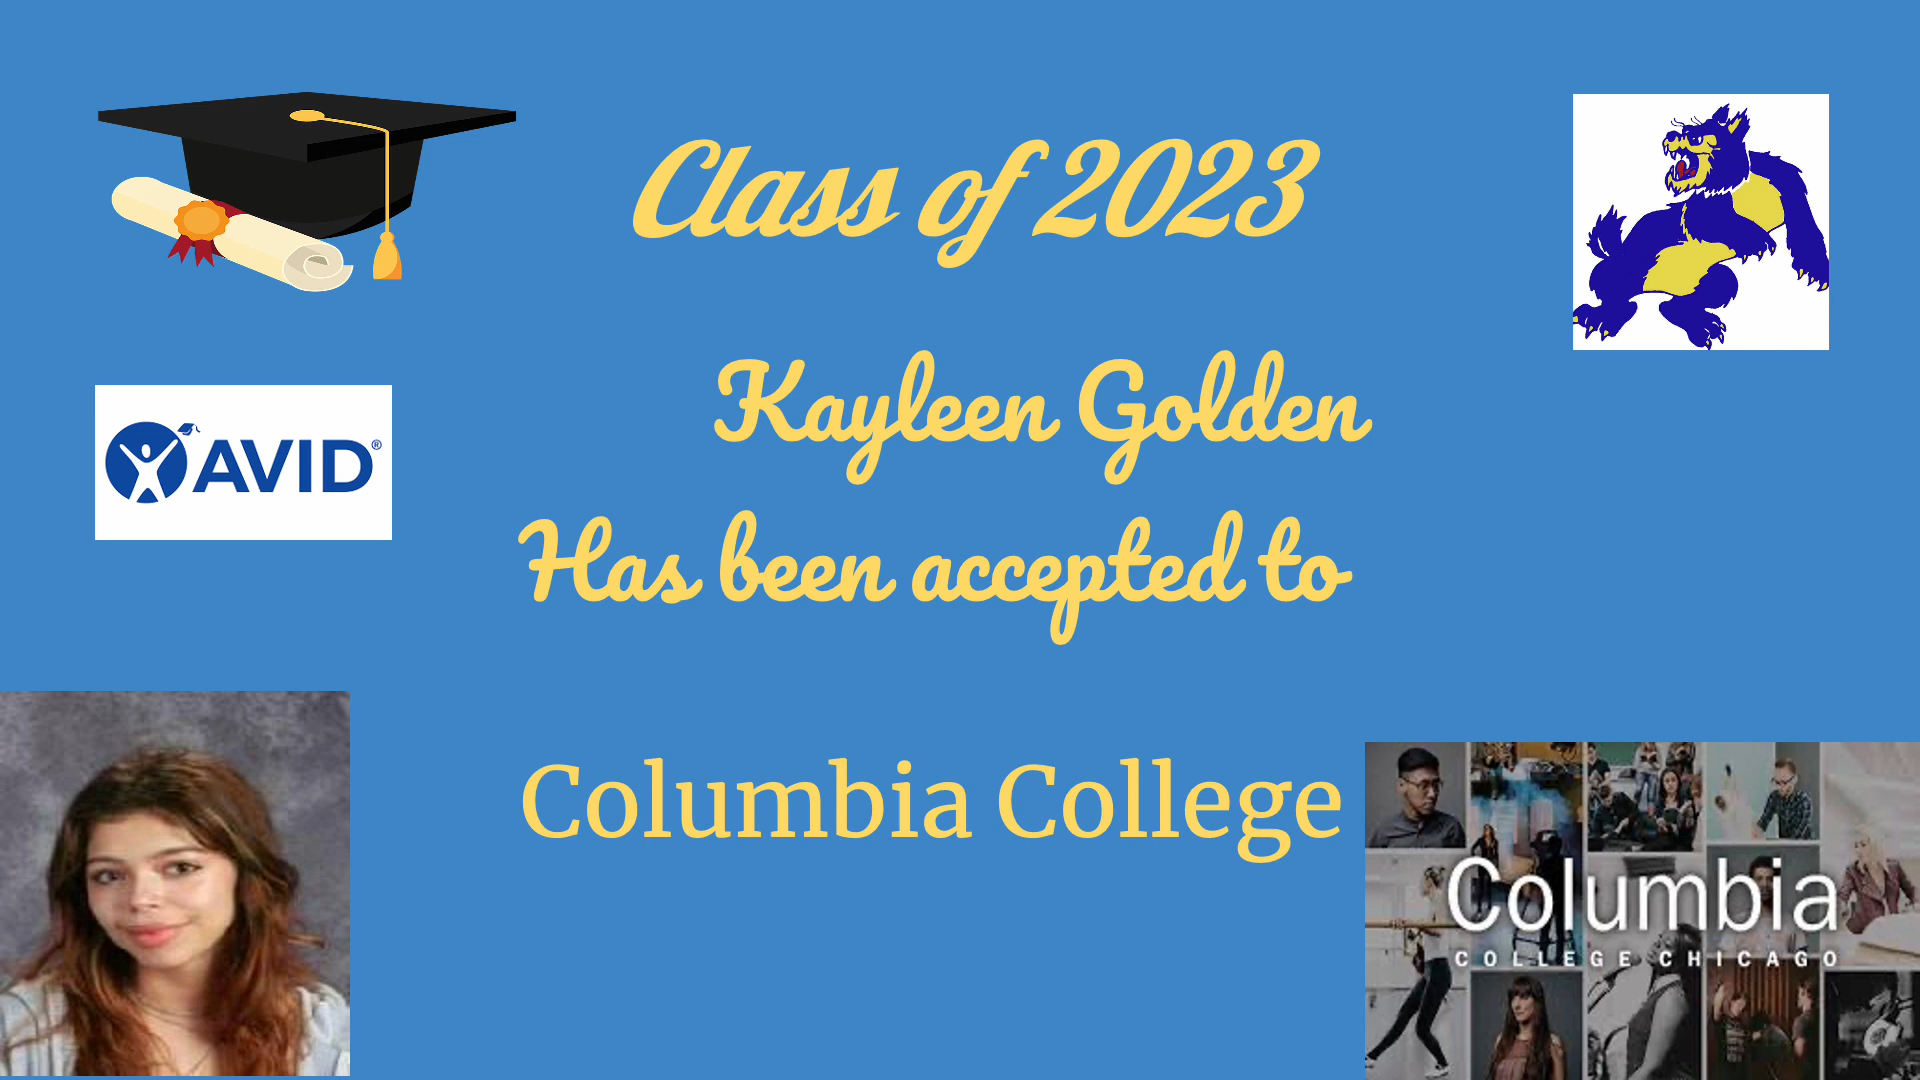 Class of 2023
Kayleen Golden
AVID®
Has been accepted to
Columbia College
Columbia
COLLEGE CHICAGO